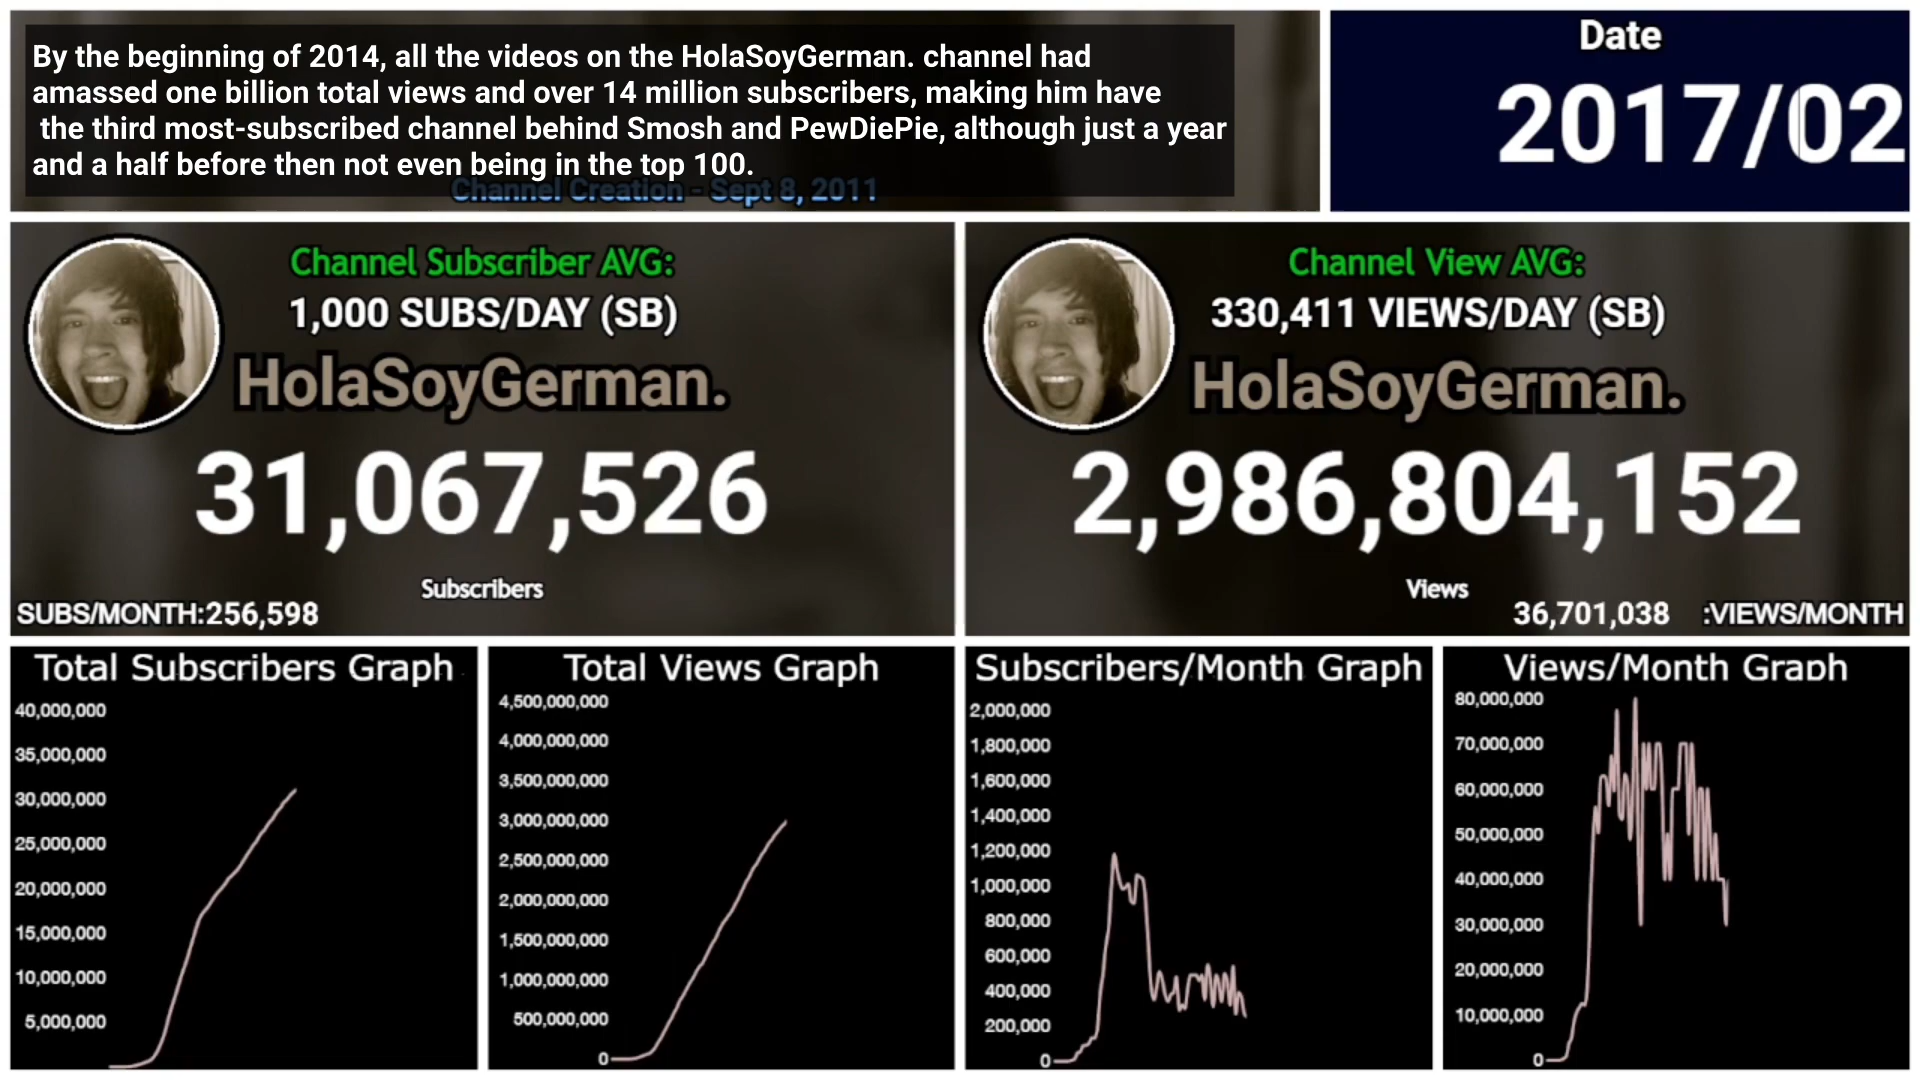 By the beginning of 2014, all the videos on the HolaSoyGerman. channel had
amassed one billion total views and over 14 million subscribers, making him have
the third most-subscribed channel behind Smosh and PewDiePie, although just a year
and a half before then not even being in the top 100.
Channel Creation - Sept 8, 2011
Date
2017/02
Channel Subscriber AVG:
1,000 SUBS/DAY (SB)
HolaSoyGerman.
31,067,526
Subscribers
SUBS/MONTH:256,598
Channel View AVG:
330,411 VIEWS/DAY (SB)
HolaSoyGerman.
2,986,804,152
Views
36,701,038 :VIEWS/MONTH
Total Subscribers Graph
40,000,000
35,000,000
30,000,000
25,000,000
20,000,000
15,000,000
10,000,000
5,000,000
Total Views Graph
4,500,000,000
4,000,000,000
3,500,000,000
3,000,000,000
2,500,000,000
2,000,000,000
1,500,000,000
1,000,000,000
500,000,000
0
Subscribers/Month Graph
2,000,000
1,800,000
1,600,000
1,400,000
1,200,000
1,000,000
800,000
600,000
400,000
200,000
0
Views/Month Graph
80,000,000
70,000,000
60,000,000
50,000,000
40,000,000
30,000,000
20,000,000
10,000,000
0